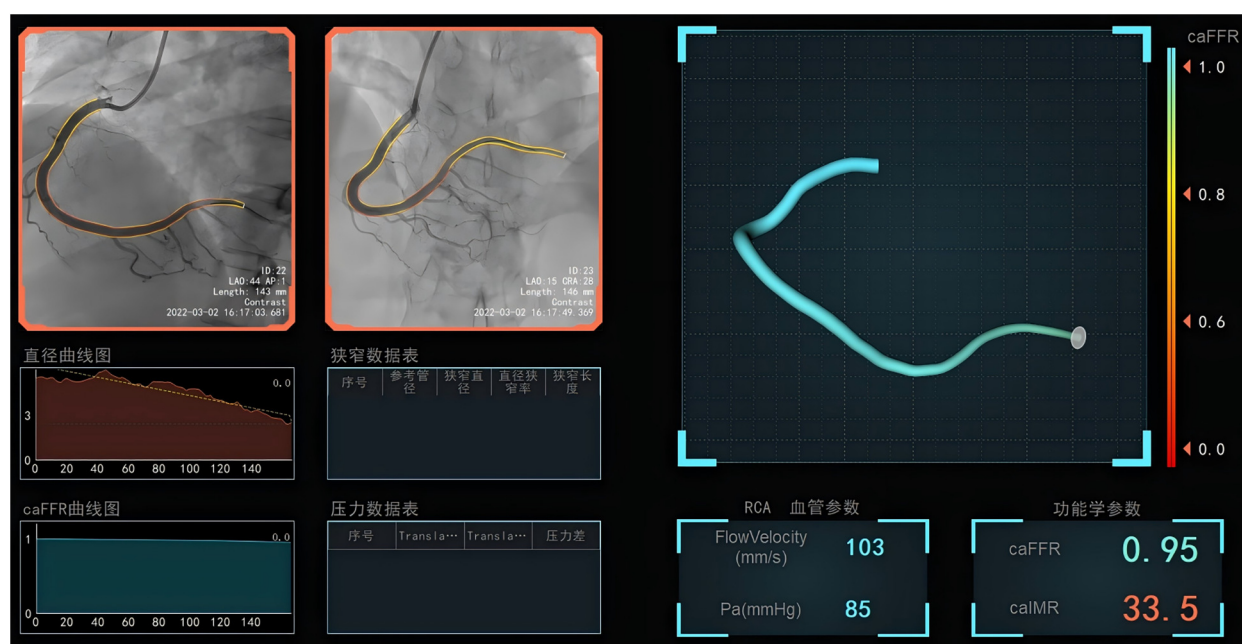 ID:22
LAO:44 AP:1
Length: 143 mm
Contrast
2022-03-02 16:17:03.681
ID:23
LAO:15 CRA:28
Length: 146 mm
Contrast
2022-03-02 16:17:49.369
caFFR
1.0
0.8
0.6
0.0
直径曲线图
0.0
3
0
0 20 40 60 80 100 120 140
狭窄数据表
序号 参考管径 狭窄直径 直径狭窄率 狭窄长度
caFFR曲线图
0.0
1
0
0 20 40 60 80 100 120 140
压力数据表
序号 Transla… Transla… 压力差
RCA 血管参数
FlowVelocity
(mm/s) 103
Pa(mmHg) 85
功能学参数
caFFR 0.95
caIMR 33.5